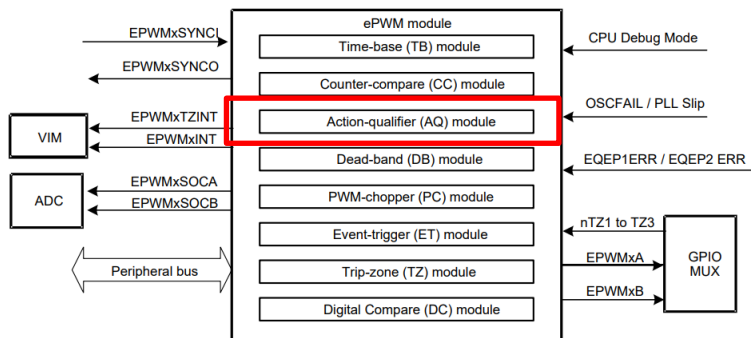 ePWM module
EPWMxSYNCI
Time-base (TB) module
CPU Debug Mode
EPWMxSYNCO
Counter-compare (CC) module
OSCFAIL / PLL Slip
EPWMxTZINT
Action-qualifier (AQ) module
VIM
EPWMxINT
Dead-band (DB) module
EQEP1ERR / EQEP2 ERR
EPWMxSOCA
ADC
PWM-chopper (PC) module
EPWMxSOCB
nTZ1 to TZ3
Event-trigger (ET) module
EPWMxA
GPIO
MUX
Peripheral bus
Trip-zone (TZ) module
EPWMxB
Digital Compare (DC) module